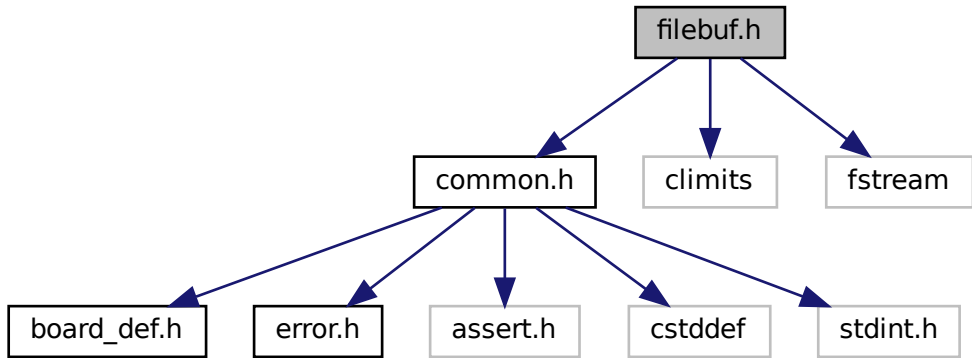 filebuf.h
common.h
climits
fstream
board_def.h
error.h
assert.h
cstddef
stdint.h